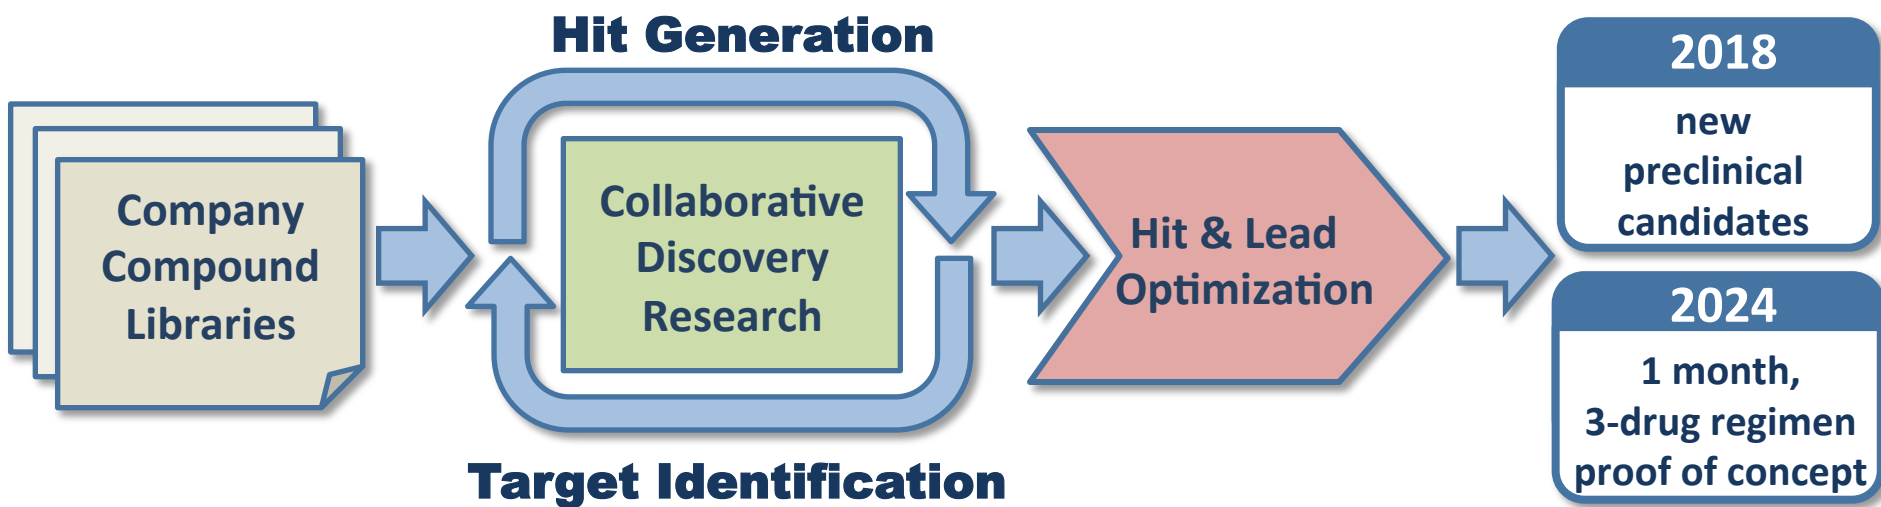 Hit Generation
Company
Compound
Libraries
Collaborative
Discovery
Research
Target Identification
Hit & Lead
Optimization
2018
new
preclinical
candidates
2024
1 month,
3-drug regimen
proof of concept